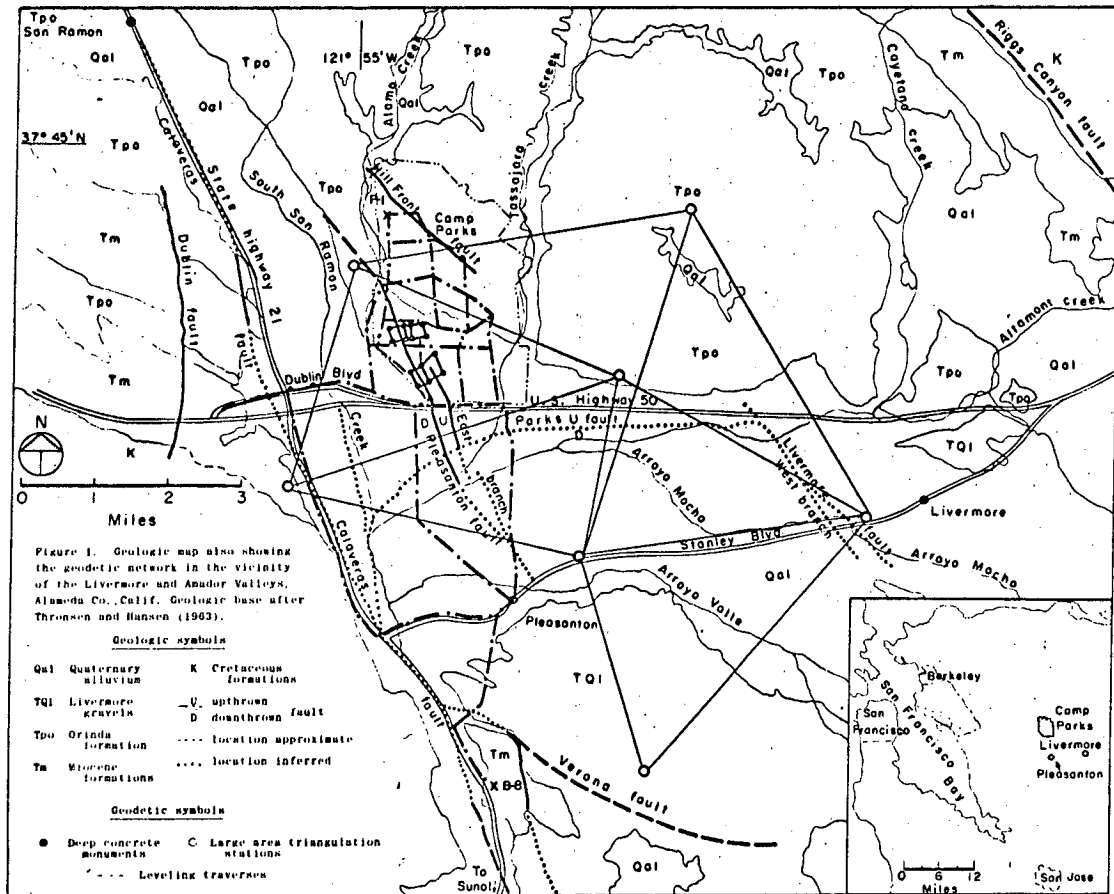 Tpo
San Ramon
Qal
Tpo
Qal
121° 55'W
Alamo Creek
Qal
Tpo
Tassajara creek
Qal
Tpo
Cayetano creek
Tm
Riggs Canyon fault
K
37° 45'N
Tpo
Calaveras
State highway 21
South San Ramon
Creek
Tpo
Hill Front fault
P-1
Camp
Parks
Tpo
Qal
Qal
Tm
Tm
Dublin fault
Tpo
Tm
fault
Dublin Blvd
U.S. Highway 50
Parks U fault
D
D U
East branch
Pleasanton fault
Tpo
Altamont Creek
Tpo
Qal
Tpo
TQl
N
K
0 1 2 3
Miles
Arroyo Mocha
Livermore fault
West branch
Livermore
Stanley Blvd
Arroyo Mocho
Qal
Arroyo Valle
Calaveras
fault
Pleasanton
TQl
Tm
X B-8
Verona fault
Qal
To
Sunol
Figure 1. Geologic map also showing
the geodetic network in the vicinity
of the Livermore and Amador Valleys,
Alameda Co., Calif. Geologic base after
Thronsen and Hansen (1963).
Geologic symbols
Qal Quaternary alluvium
K Cretaceous formations
TQl Livermore gravels
U upthrown
D downthrown fault
Tpo Orinda formation
---- location approximate
Tm Miocene formations
.... location inferred
Geodetic symbols
Deep concrete monuments
Large area triangulation stations
Leveling traverses
Berkeley
San
Francisco
San Francisco Bay
Camp
Parks
Livermore
Pleasanton
0 6 12
Miles
San Jose